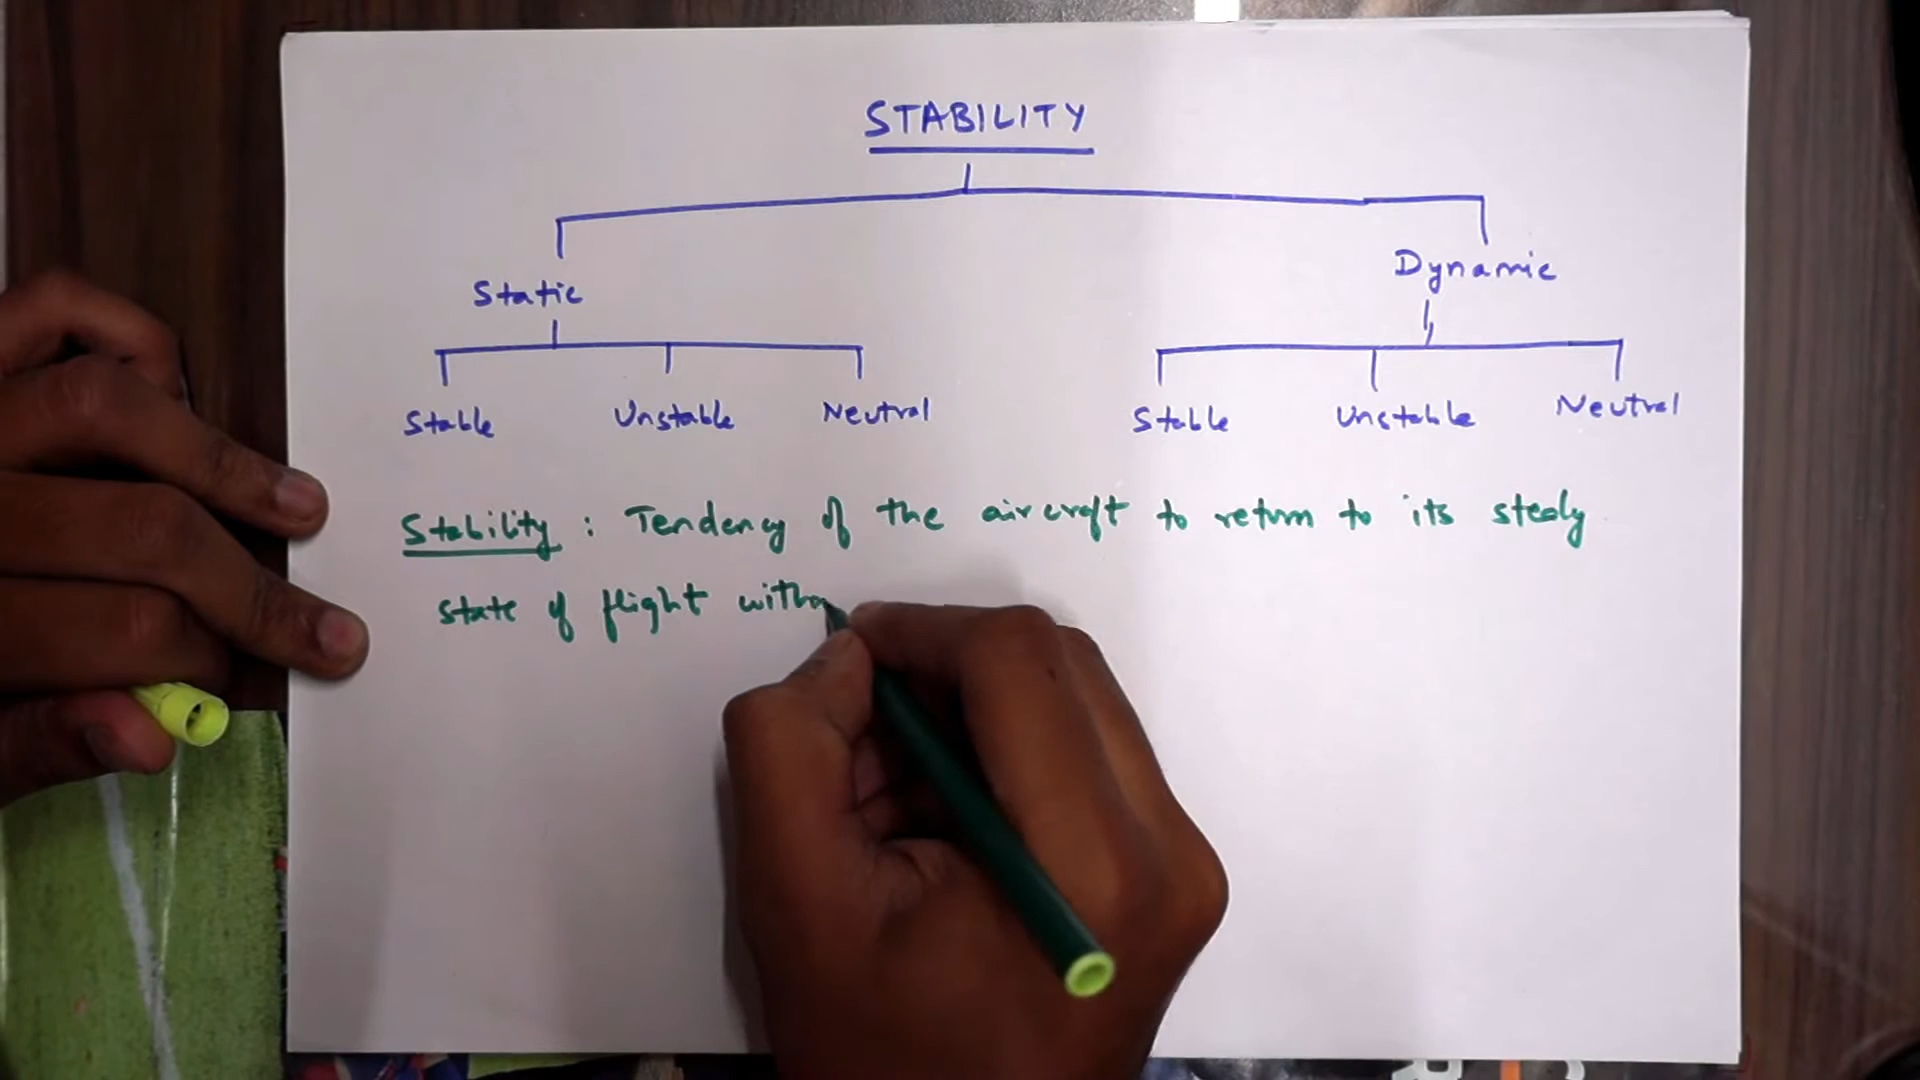 STABILITY
Static
Dynamic
Stable Unstable Neutral
Stable Unstable Neutral
Stability : Tendency of the aircraft to return to its steady
state of flight witho